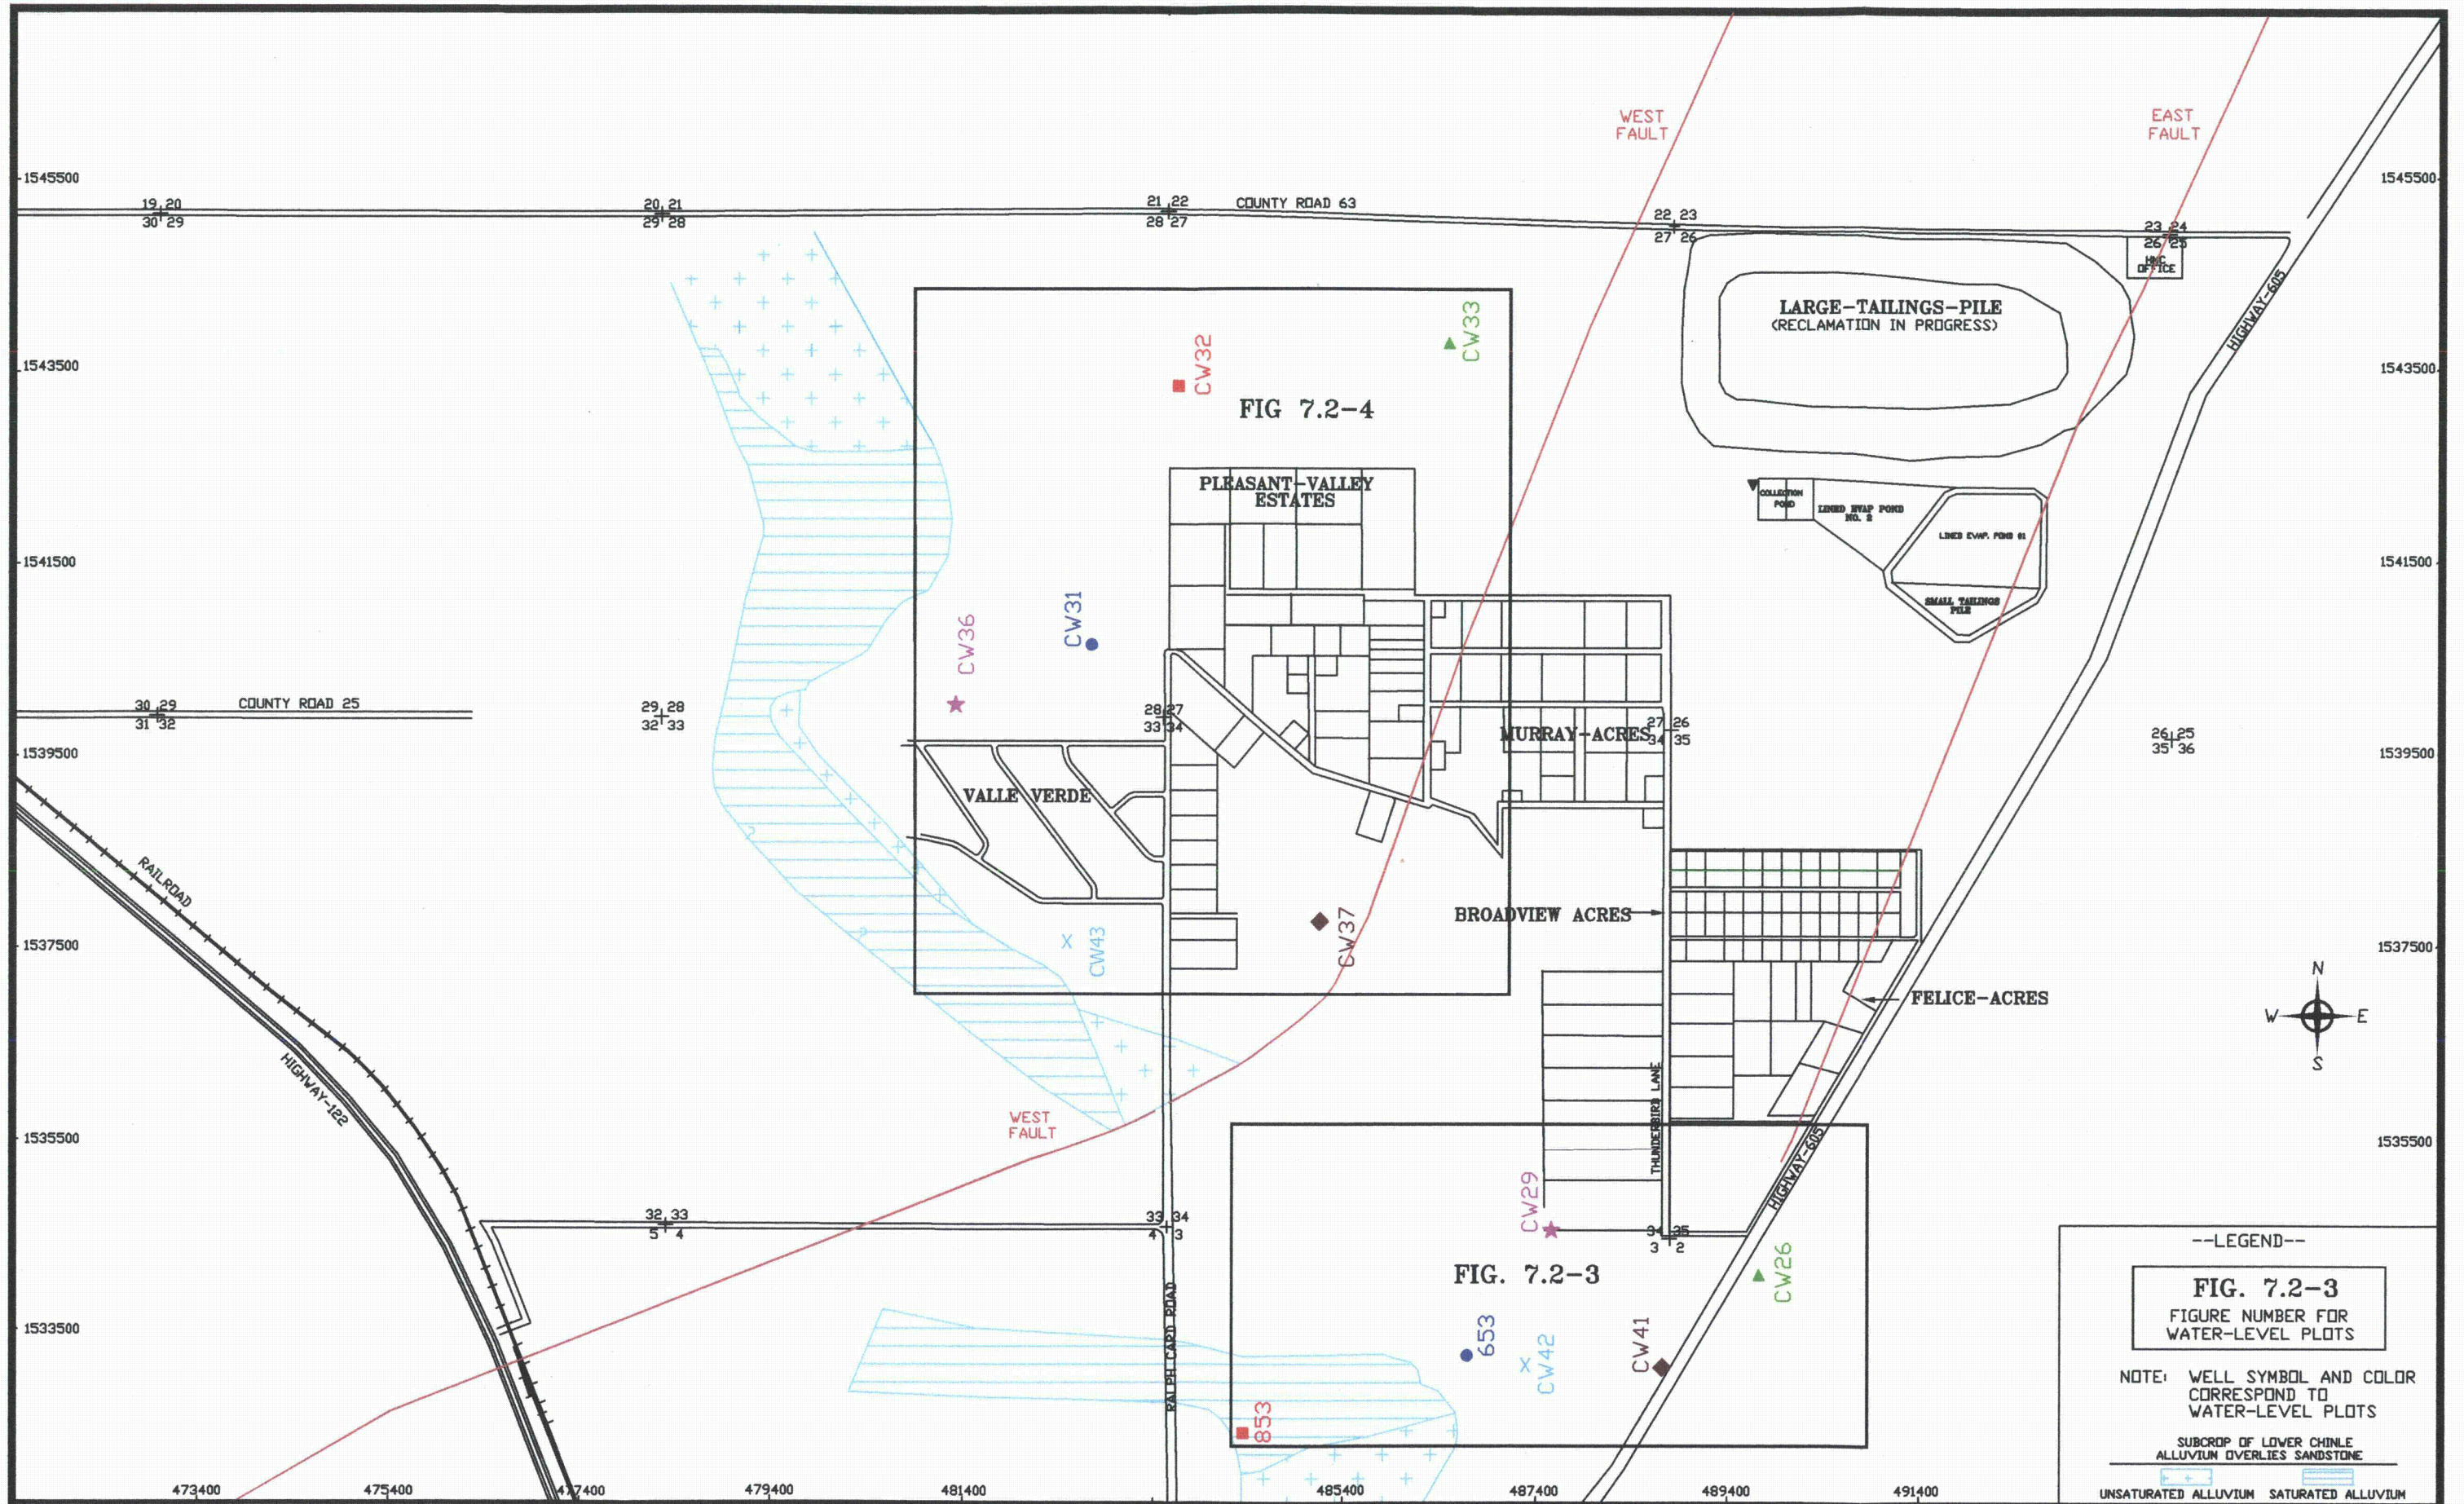 WEST
FAULT
EAST
FAULT
1545500
1545500
19 20
30 29
20 21
29 28
21 22
28 27
COUNTY ROAD 63
22 23
27 26
23 24
26 25
HMC
OFFICE
HIGHWAY-605
LARGE-TAILINGS-PILE
(RECLAMATION IN PROGRESS)
CW33
CW32
1543500
1543500
FIG 7.2-4
PLEASANT-VALLEY
ESTATES
COLLECTION
POND
LINED EVAP POND
NO. 2
LINED EVAP. POND #1
1541500
1541500
SMALL TAILINGS
PILE
CW31
CW36
30 29
31 32
COUNTY ROAD 25
29 28
32 33
28 27
33 34
MURRAY-ACRES
27 26
34 35
26 25
35 36
1539500
1539500
VALLE VERDE
?
RAILROAD
BROADVIEW ACRES
CW37
CW43
?
1537500
1537500
N
W E
S
FELICE-ACRES
HIGHWAY-122
THUNDERBIRD LANE
WEST
FAULT
1535500
1535500
HIGHWAY-605
CW29
32 33
5 4
33 34
4 3
34 35
3 2
FIG. 7.2-3
CW26
RALPH CARD ROAD
653
CW42
CW41
853
1533500
--LEGEND--
FIG. 7.2-3
FIGURE NUMBER FOR
WATER-LEVEL PLOTS
NOTE: WELL SYMBOL AND COLOR
CORRESPOND TO
WATER-LEVEL PLOTS
SUBCROP OF LOWER CHINLE
ALLUVIUM OVERLIES SANDSTONE
UNSATURATED ALLUVIUM SATURATED ALLUVIUM
473400
475400
477400
479400
481400
485400
487400
489400
491400